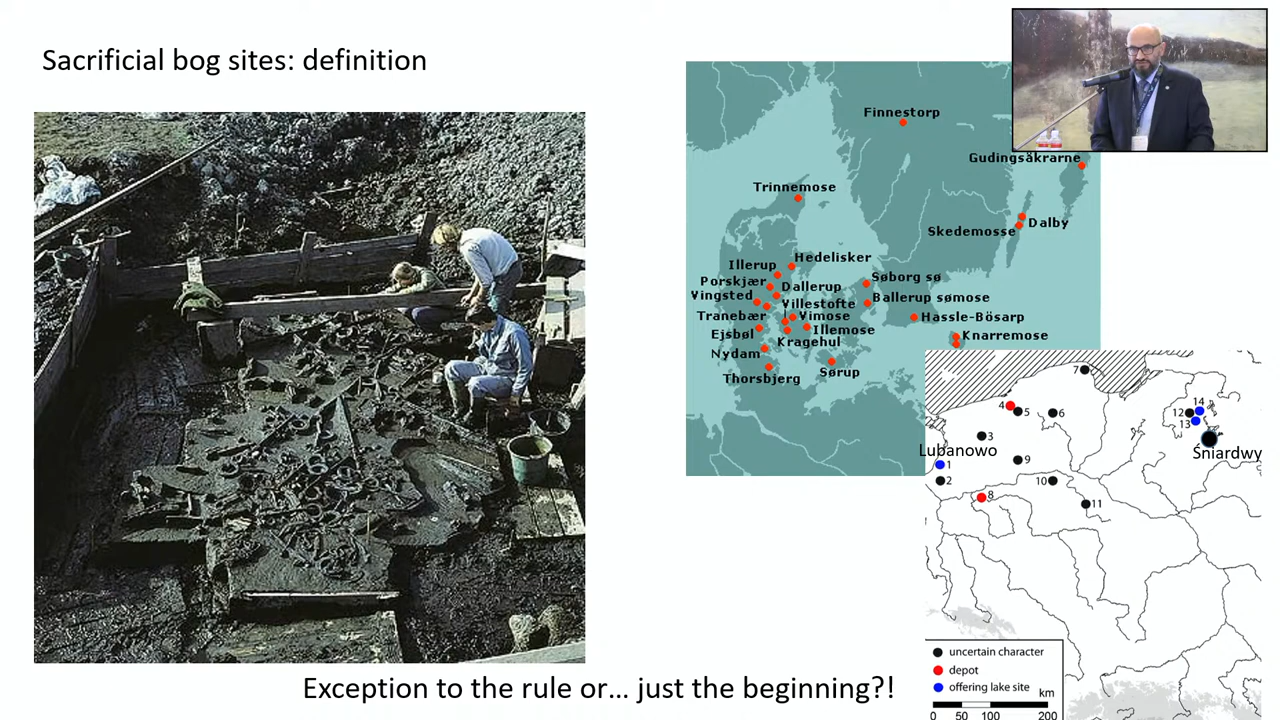 Sacrificial bog sites: definition
Finnestorp
Gudingsåkrarne
Trinnemose
Dalby
Skedemosse
Hedelisker
Illerup
Søborg sø
Porskjær
Dallerup
Vingsted
Villestofte
Ballerup sømose
Tranebær
Vimose
Hassle-Bösarp
Ejsbøl
Illemose
Kragehul
Knarremose
Nydam
Sørup
Thorsbjerg
7
4
5
6
14
12
13
3
Lubanowo
Śniardwy
1
9
2
10
8
11
uncertain character
depot
offering lake site
km
0 50 100 200
Exception to the rule or... just the beginning?!